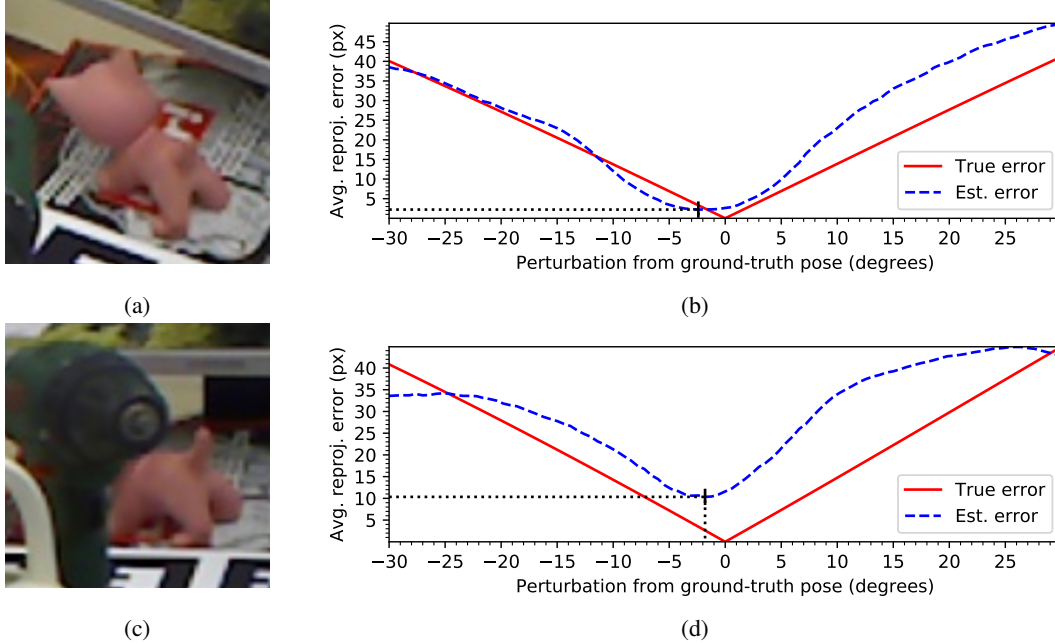 Avg. reproj. error (px)
45
40
35
30
25
20
15
10
5
True error
Est. error
−30 −25 −20 −15 −10 −5 0 5 10 15 20 25
Perturbation from ground-truth pose (degrees)
(a)
(b)
Avg. reproj. error (px)
40
35
30
25
20
15
10
5
True error
Est. error
−30 −25 −20 −15 −10 −5 0 5 10 15 20 25
Perturbation from ground-truth pose (degrees)
(c)
(d)